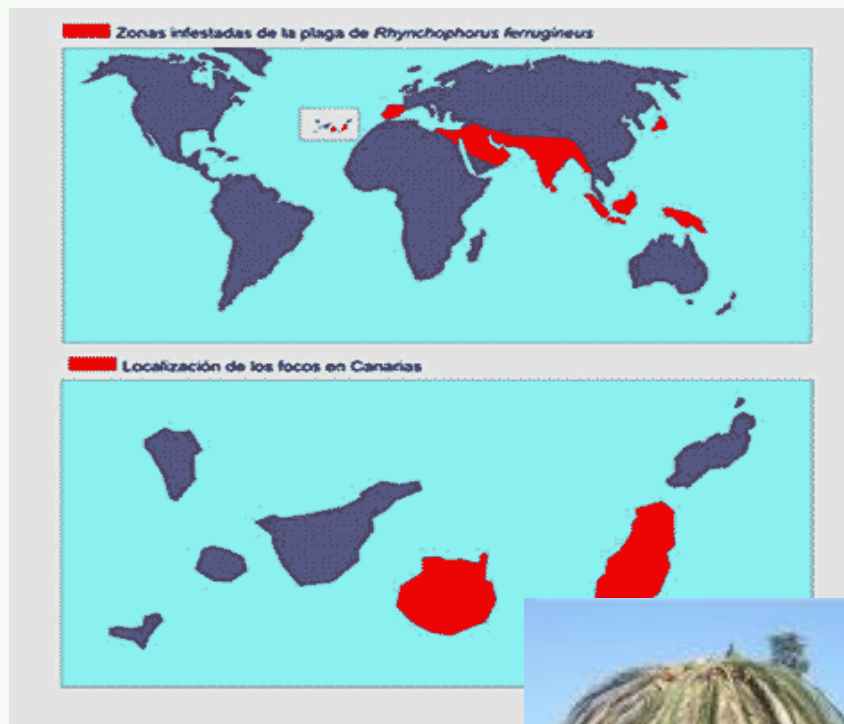 Zonas infestadas de la plaga de Rhynchophorus ferrugineus
Localización de los focos en Canarias